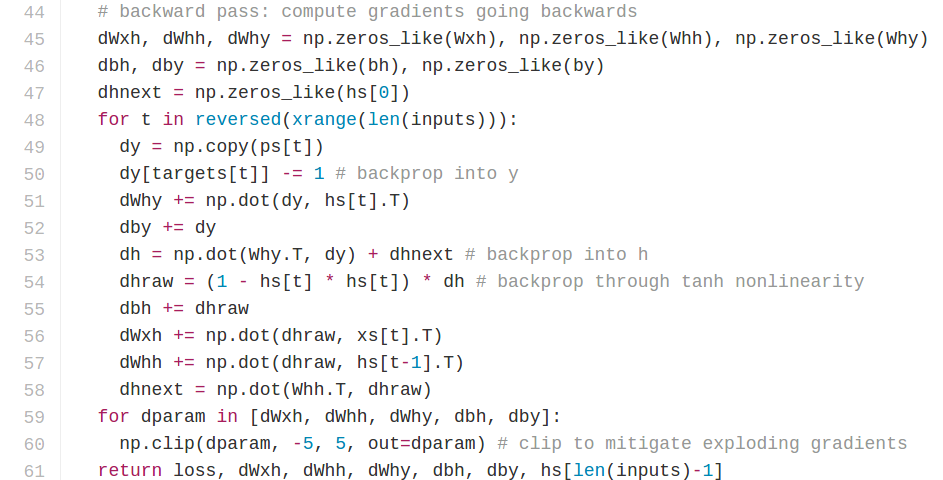 44 # backward pass: compute gradients going backwards
45 dWxh, dWhh, dWhy = np.zeros_like(Wxh), np.zeros_like(Whh), np.zeros_like(Why)
46 dbh, dby = np.zeros_like(bh), np.zeros_like(by)
47 dhnext = np.zeros_like(hs[0])
48 for t in reversed(xrange(len(inputs))):
49 dy = np.copy(ps[t])
50 dy[targets[t]] -= 1 # backprop into y
51 dWhy += np.dot(dy, hs[t].T)
52 dby += dy
53 dh = np.dot(Why.T, dy) + dhnext # backprop into h
54 dhraw = (1 - hs[t] * hs[t]) * dh # backprop through tanh nonlinearity
55 dbh += dhraw
56 dWxh += np.dot(dhraw, xs[t].T)
57 dWhh += np.dot(dhraw, hs[t-1].T)
58 dhnext = np.dot(Whh.T, dhraw)
59 for dparam in [dWxh, dWhh, dWhy, dbh, dby]:
60 np.clip(dparam, -5, 5, out=dparam) # clip to mitigate exploding gradients
61 return loss, dWxh, dWhh, dWhy, dbh, dby, hs[len(inputs)-1]